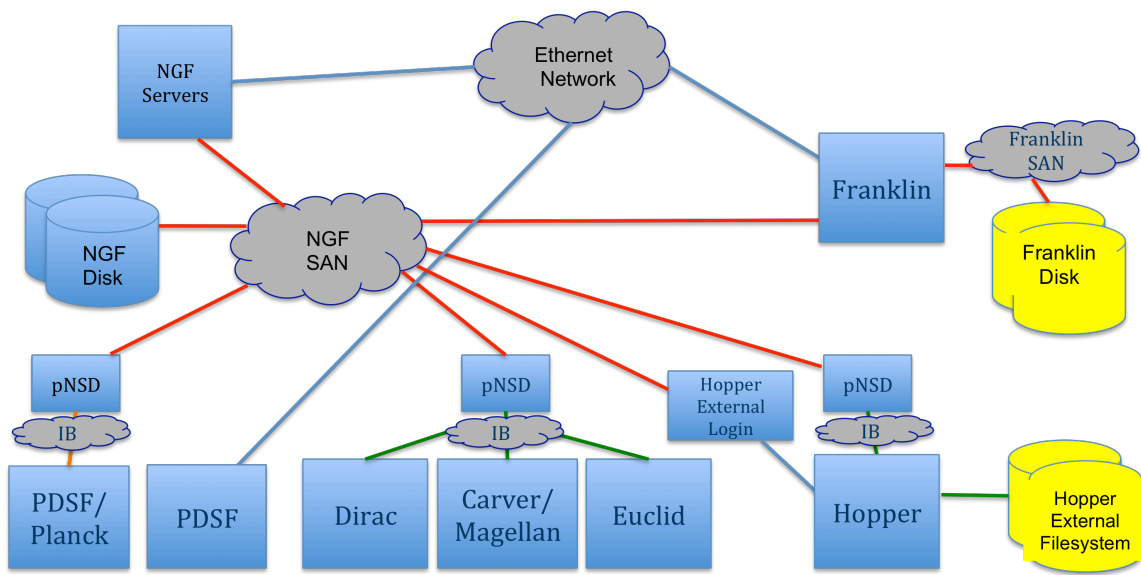 Ethernet
Network
NGF
Servers
Franklin
SAN
Franklin
NGF
SAN
NGF
Disk
Franklin
Disk
pNSD
pNSD
Hopper
External
Login
pNSD
IB
IB
IB
PDSF/
Planck
PDSF
Dirac
Carver/
Magellan
Euclid
Hopper
Hopper
External
Filesystem